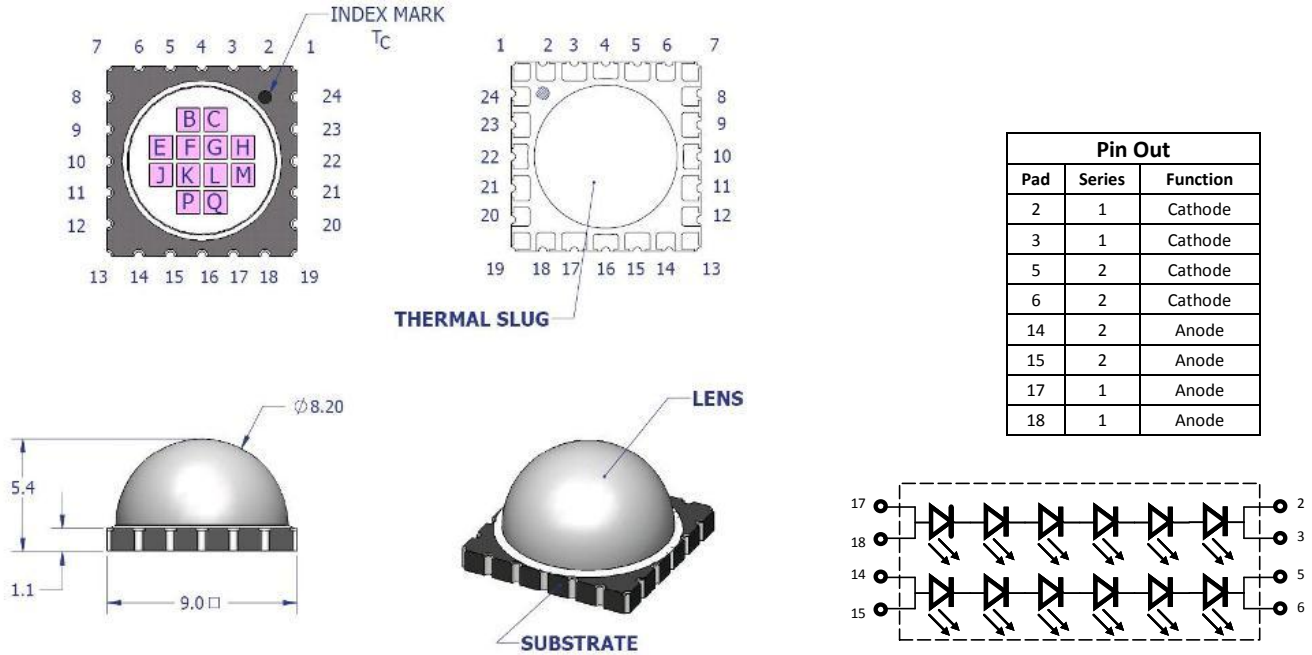 INDEX MARK
TC
7 6 5 4 3 2 1
8 24
9 23
10 22
11 21
12 20
13 14 15 16 17 18 19
B C
E F G H
J K L M
P Q
1 2 3 4 5 6 7
24 8
23 9
22 10
21 11
20 12
19 18 17 16 15 14 13
THERMAL SLUG
Pin Out
Pad Series Function
2 1 Cathode
3 1 Cathode
5 2 Cathode
6 2 Cathode
14 2 Anode
15 2 Anode
17 1 Anode
18 1 Anode
∅8.20
5.4
1.1
9.0 □
LENS
SUBSTRATE
17 2
18 3
14 5
15 6